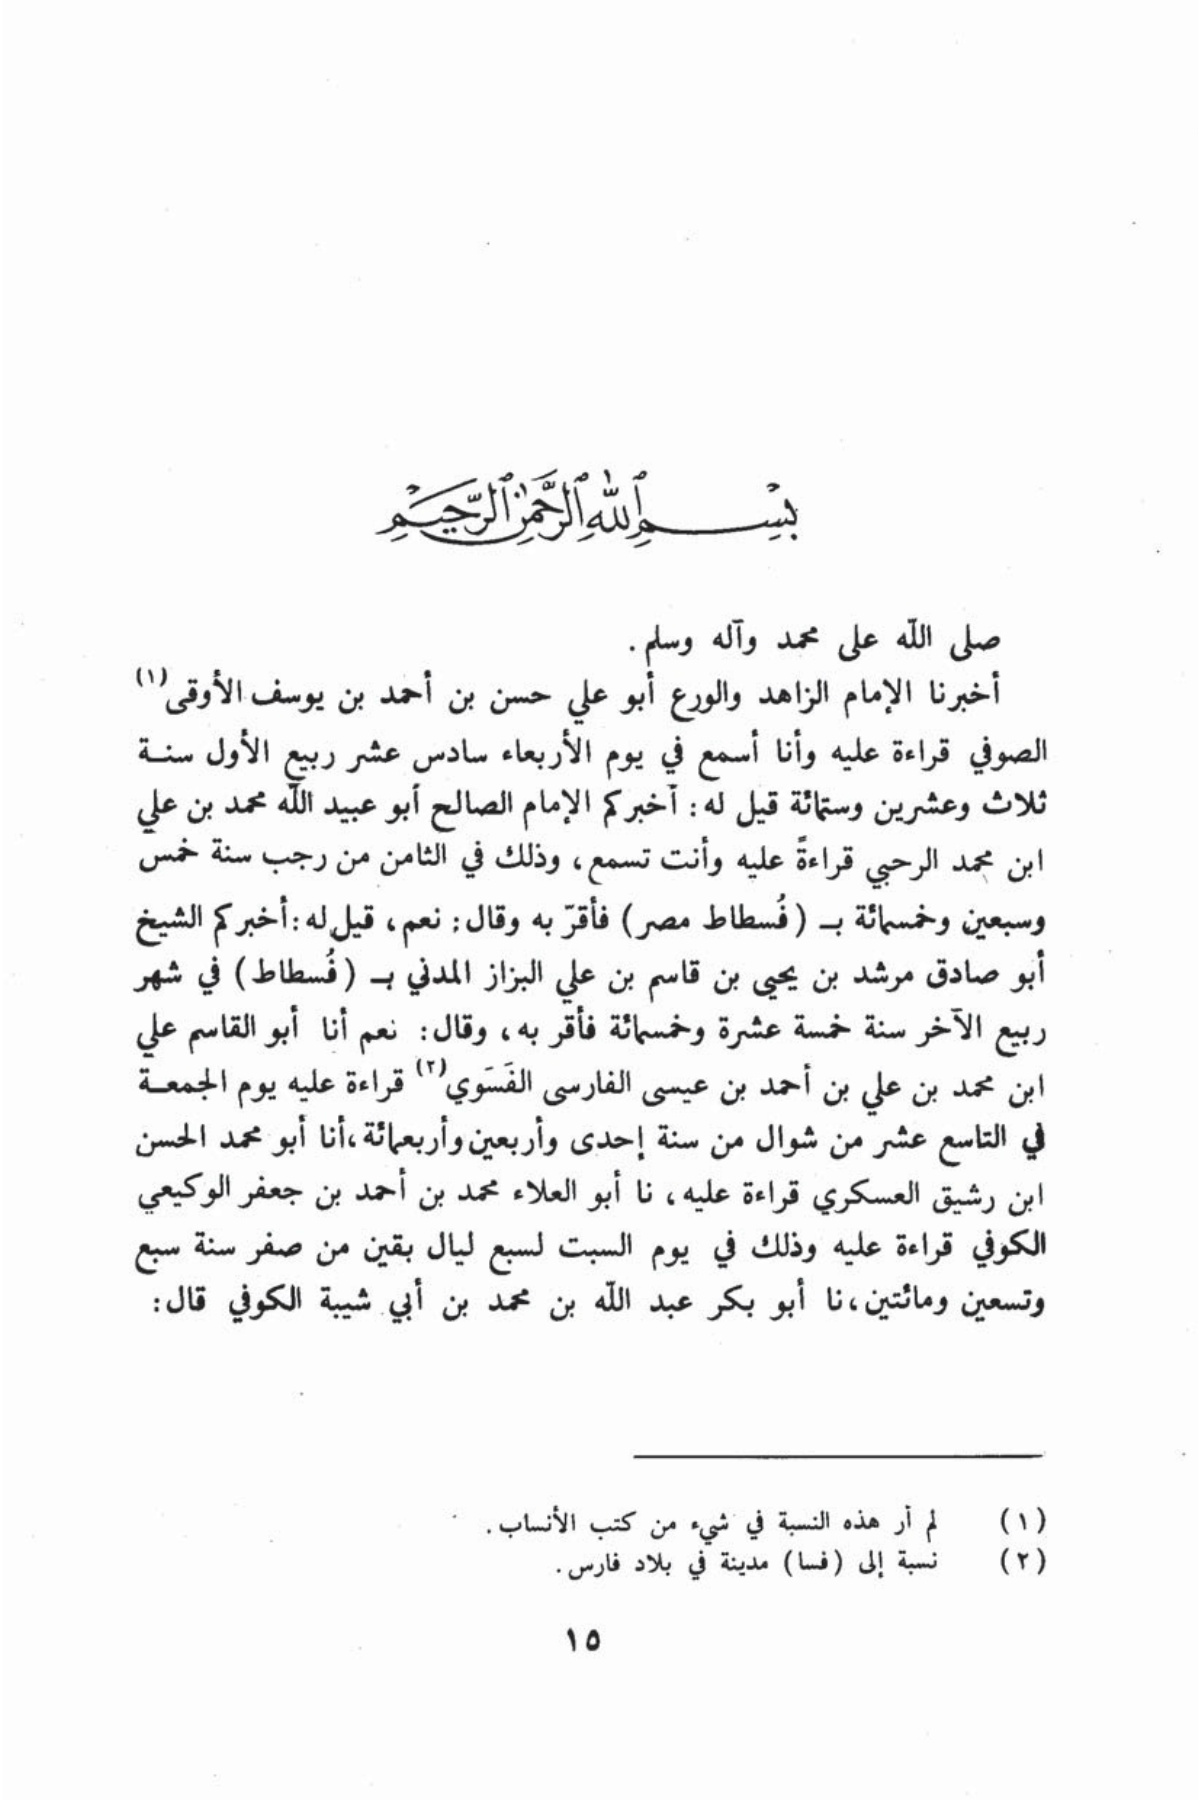 بِسْمِ ٱللَّهِ ٱلرَّحْمَٰنِ ٱلرَّحِيمِ
صلى اللّه على محمد وآله وسلم .
أخبرنا الإمام الزاهد والورع أبو علي حسن بن أحمد بن يوسف الأوقى(١)
الصوفي قراءة عليه وأنا أسمع في يوم الأربعاء سادس عشر ربيع الأول سنة
ثلاث وعشرين وستمائة قيل له : أخبركم الإمام الصالح أبو عبيد اللّه محمد بن علي
ابن محمد الرحبي قراءةً عليه وأنت تسمع ، وذلك في الثامن من رجب سنة خمس
وسبعين وخمسمائة بـ (فُسطاط مصر) فأقرّ به وقال : نعم ، قيل له : أخبركم الشيخ
أبو صادق مرشد بن يحيى بن قاسم بن علي البزاز المدني بـ (فُسطاط) في شهر
ربيع الآخر سنة خمسة عشرة وخمسمائة فأقر به ، وقال : نعم أنا أبو القاسم علي
ابن محمد بن علي بن أحمد بن عيسى الفارسى الفَسَوي(٢) قراءة عليه يوم الجمعة
في التاسع عشر من شوال من سنة إحدى وأربعين وأربعمائة ، أنا أبو محمد الحسن
ابن رشيق العسكري قراءة عليه ، نا أبو العلاء محمد بن أحمد بن جعفر الوكيعي
الكوفي قراءة عليه وذلك في يوم السبت لسبع ليال بقين من صفر سنة سبع
وتسعين ومائتين ، نا أبو بكر عبد اللّه بن محمد بن أبي شيبة الكوفي قال :
(١) لم أر هذه النسبة في شيء من كتب الأنساب .
(٢) نسبة إلى (فسا) مدينة في بلاد فارس .
١٥